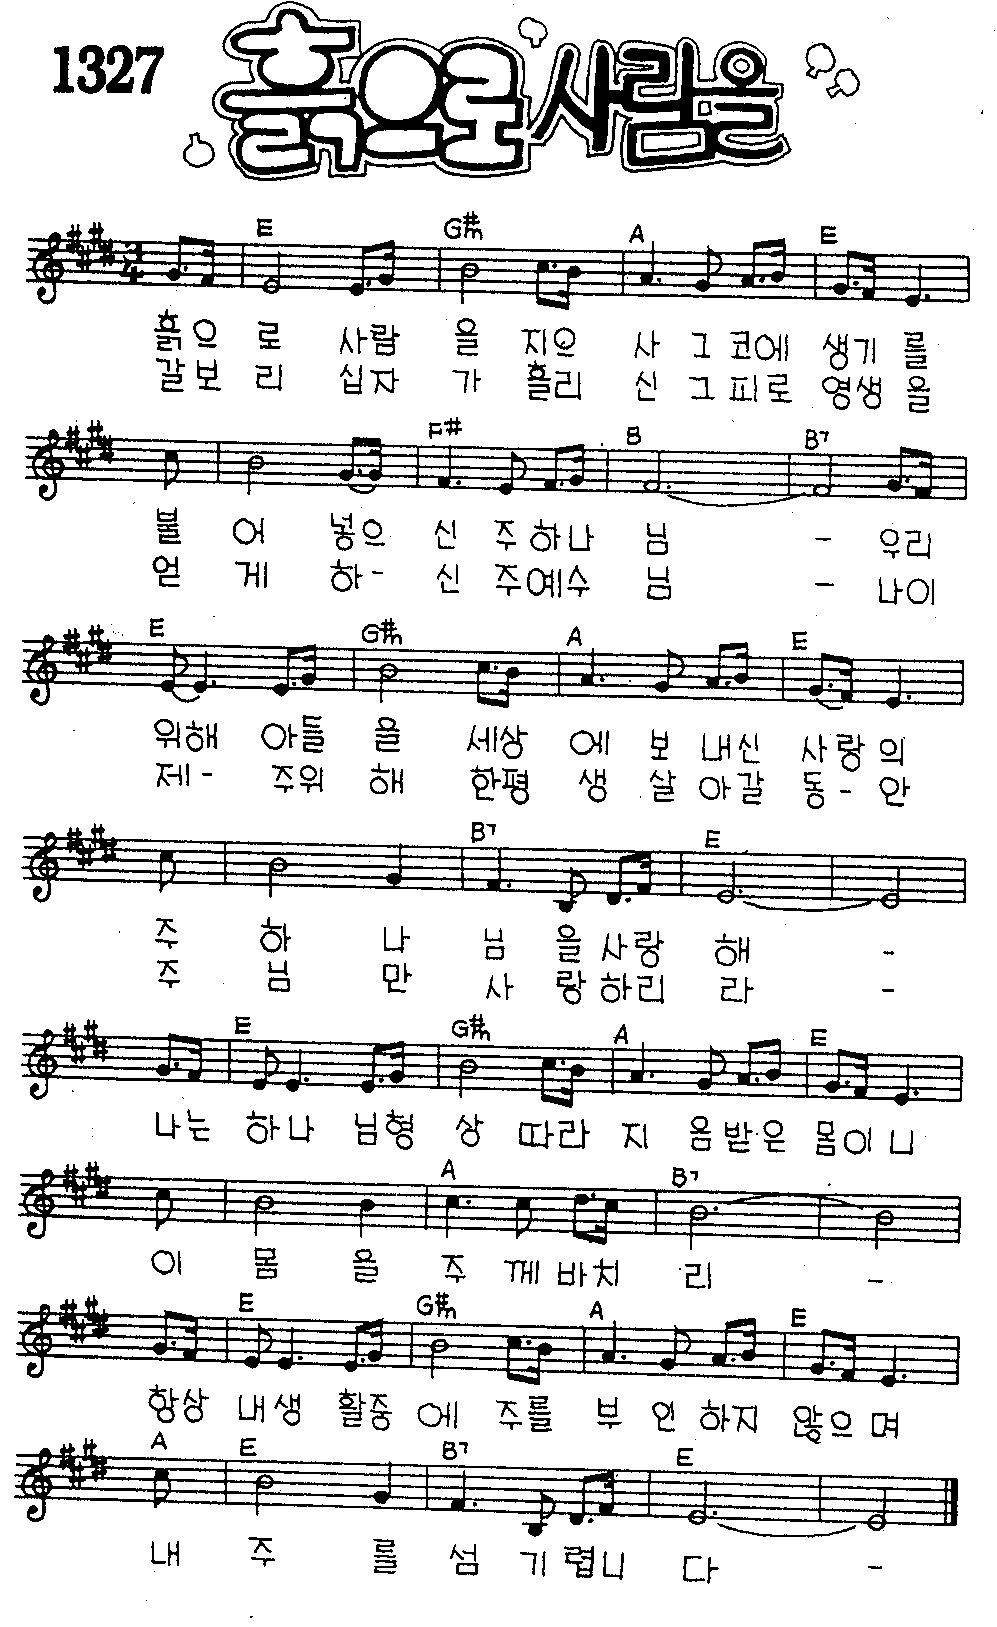 1327 흙으로 사람을
E G#m A E
흙으로 사람을 지으사 그 코에 생기를
갈보리 십자가 흘리신 그 피로 영생을
F# B B7
불어 넣으신 주 하나님 - 우리
얻게 하- 신 주 예수님 - 나 이
E G#m A E
위해 아들을 세상에 보내신 사랑의
제- 주 위해 한평생 살아갈 동- 안
B7 E
주 하나님을 사랑해 -
주님만 사랑하리라 -
E G#m A E
나는 하나님 형상 따라 지음 받은 몸이니
A B7
이 몸을 주께 바치리 -
E G#m A E
항상 내 생활 중에 주를 부인하지 않으며
A E B7 E
내 주를 섬기렵니다 -